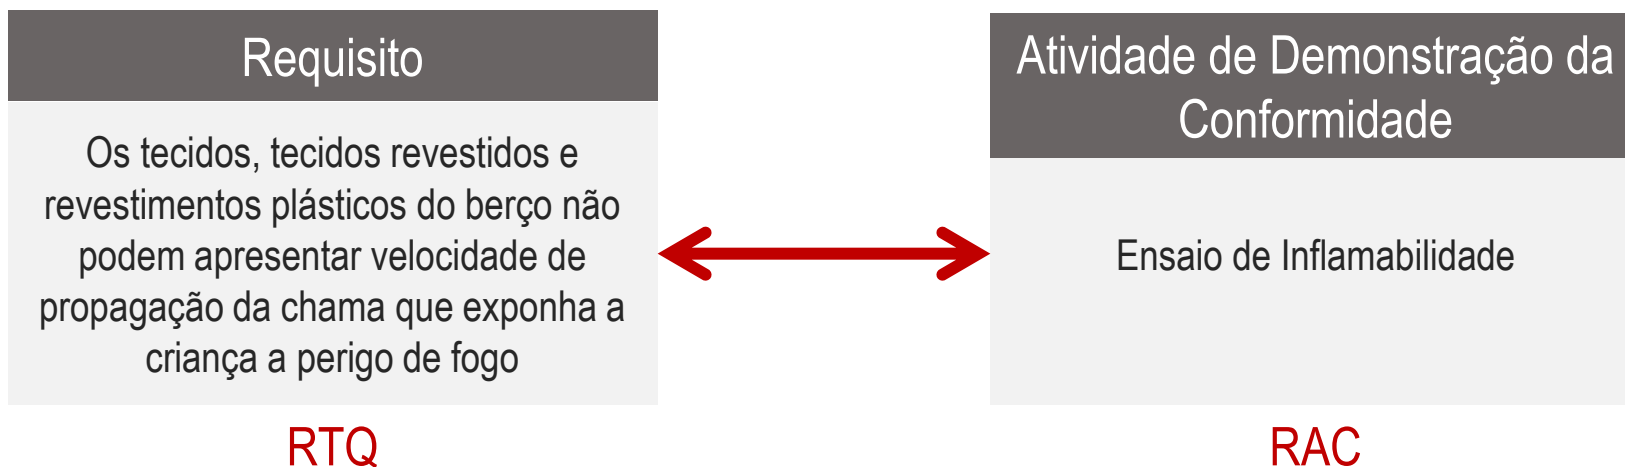 Requisito
Os tecidos, tecidos revestidos e
revestimentos plásticos do berço não
podem apresentar velocidade de
propagação da chama que exponha a
criança a perigo de fogo
RTQ
Atividade de Demonstração da
Conformidade
Ensaio de Inflamabilidade
RAC